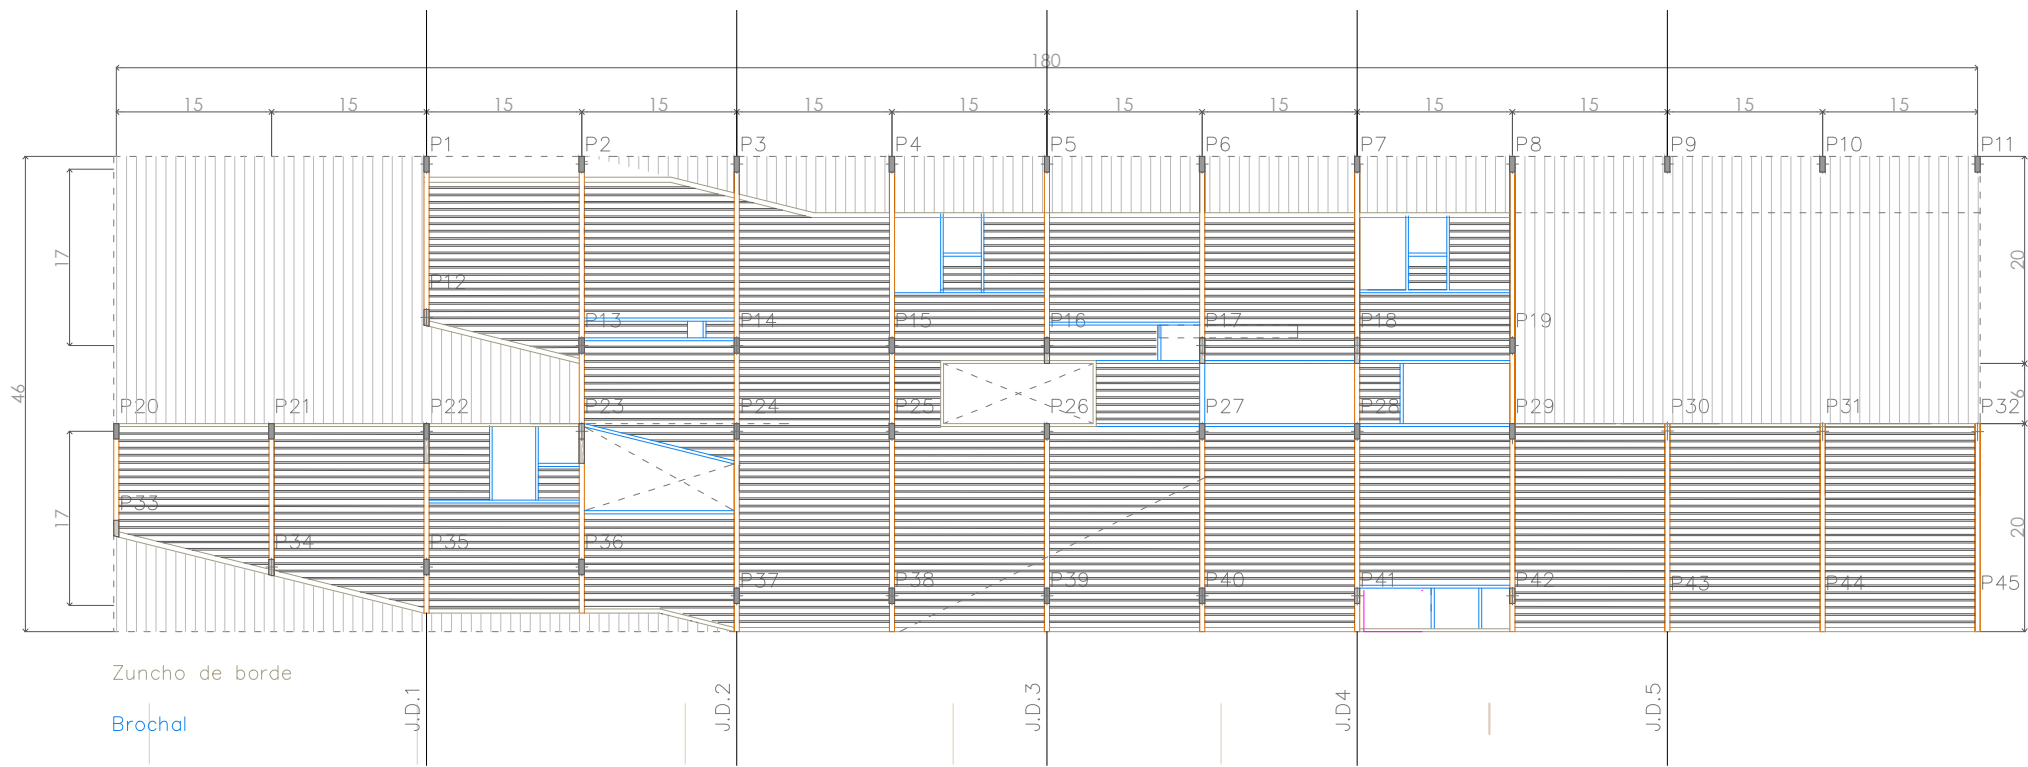 180
15 15 15 15 15 15 15 15 15 15 15 15
P1 P2 P3 P4 P5 P6 P7 P8 P9 P10 P11
17
20
P12
P13 P14 P15 P16 P17 P18 P19
46
6
P20 P21 P22 P23 P24 P25 P26 P27 P28 P29 P30 P31 P32
P33
17
20
P34 P35 P36
P37 P38 P39 P40 P41 P42 P43 P44 P45
Zuncho de borde
J.D.1 J.D.2 J.D.3 J.D4 J.D.5
Brochal